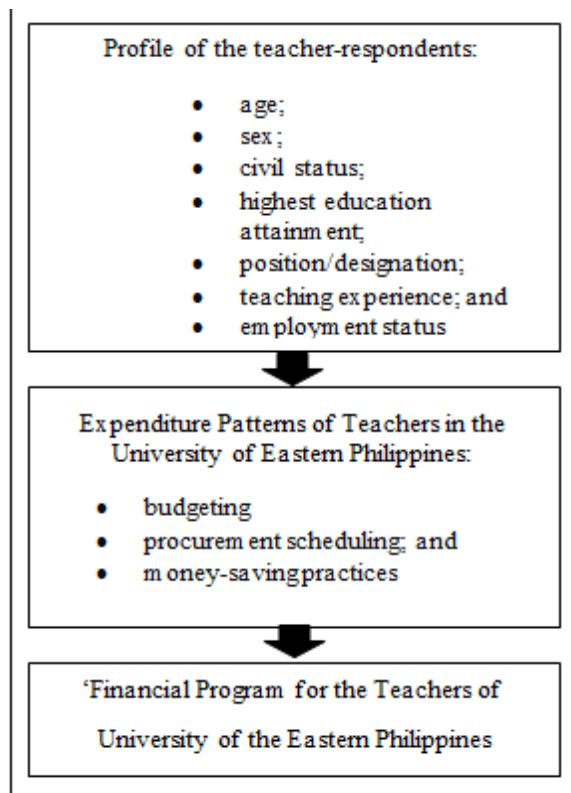 Profile of the teacher-respondents:
• age;
• sex;
• civil status;
• highest education
attainment;
• position/designation;
• teaching experience; and
• employment status
Expenditure Patterns of Teachers in the
University of Eastern Philippines:
• budgeting
• procurement scheduling; and
• money-saving practices
‘Financial Program for the Teachers of
University of the Eastern Philippines